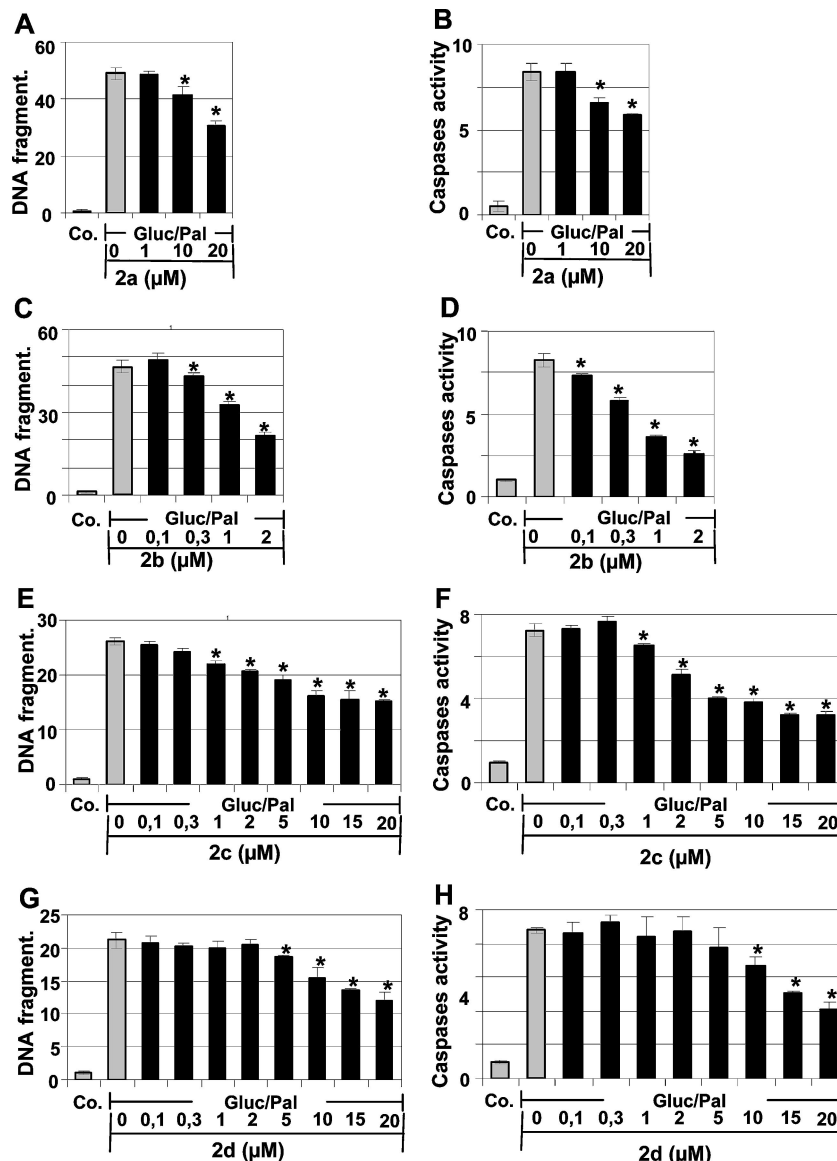 A
DNA fragment.
60
40
20
0
* *
Co. Gluc/Pal
0 1 10 20
2a (µM)
B
Caspases activity
10
5
0
* *
Co. Gluc/Pal
0 1 10 20
2a (µM)
C
DNA fragment.
60
30
0
* * *
Co. Gluc/Pal
0 0,1 0,3 1 2
2b (µM)
D
Caspases activity
10
5
0
* * * *
Co. Gluc/Pal
0 0,1 0,3 1 2
2b (µM)
E
DNA fragment.
30
20
10
0
* * * * * *
Co. Gluc/Pal
0 0,1 0,3 1 2 5 10 15 20
2c (µM)
F
Caspases activity
8
4
0
* * * * * *
Co. Gluc/Pal
0 0,1 0,3 1 2 5 10 15 20
2c (µM)
G
DNA fragment.
25
20
15
10
5
0
* * * *
Co. Gluc/Pal
0 0,1 0,3 1 2 5 10 15 20
2d (µM)
H
Caspases activity
8
4
0
* * *
Co. Gluc/Pal
0 0,1 0,3 1 2 5 10 15 20
2d (µM)